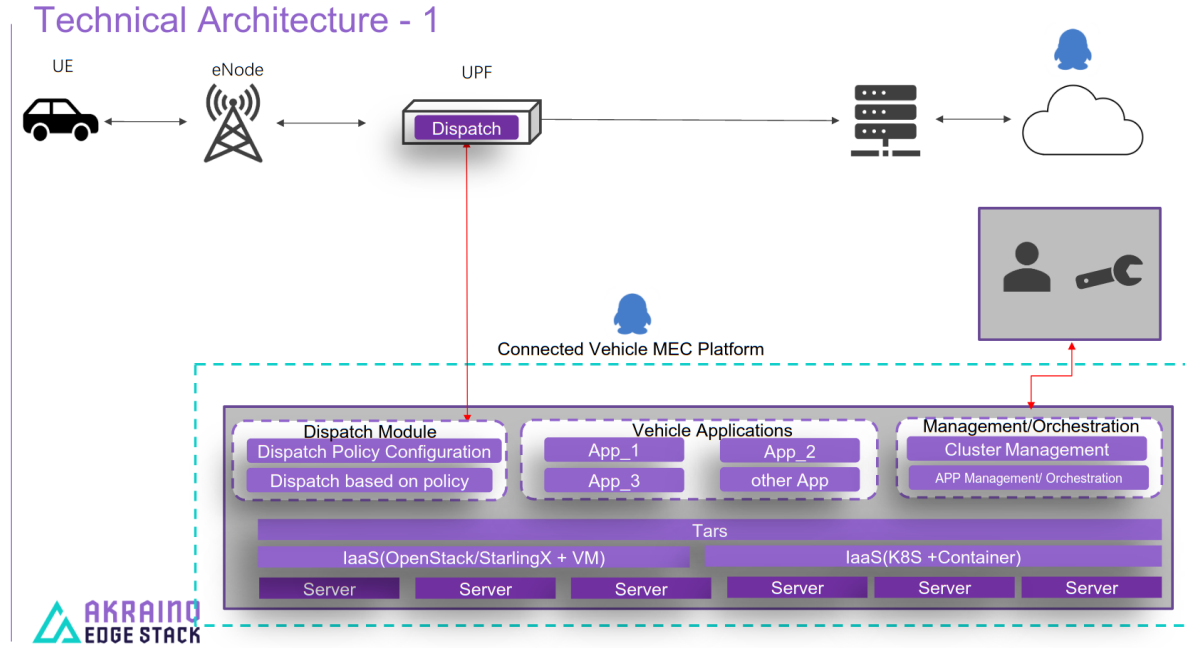 Technical Architecture - 1
UE
eNode
UPF
Dispatch
Connected Vehicle MEC Platform
Dispatch Module
Dispatch Policy Configuration
Dispatch based on policy
Vehicle Applications
App_1
App_2
App_3
other App
Management/Orchestration
Cluster Management
APP Management/ Orchestration
Tars
IaaS(OpenStack/StarlingX + VM)
IaaS(K8S +Container)
Server
Server
Server
Server
Server
Server
AKRAINO
EDGE STACK